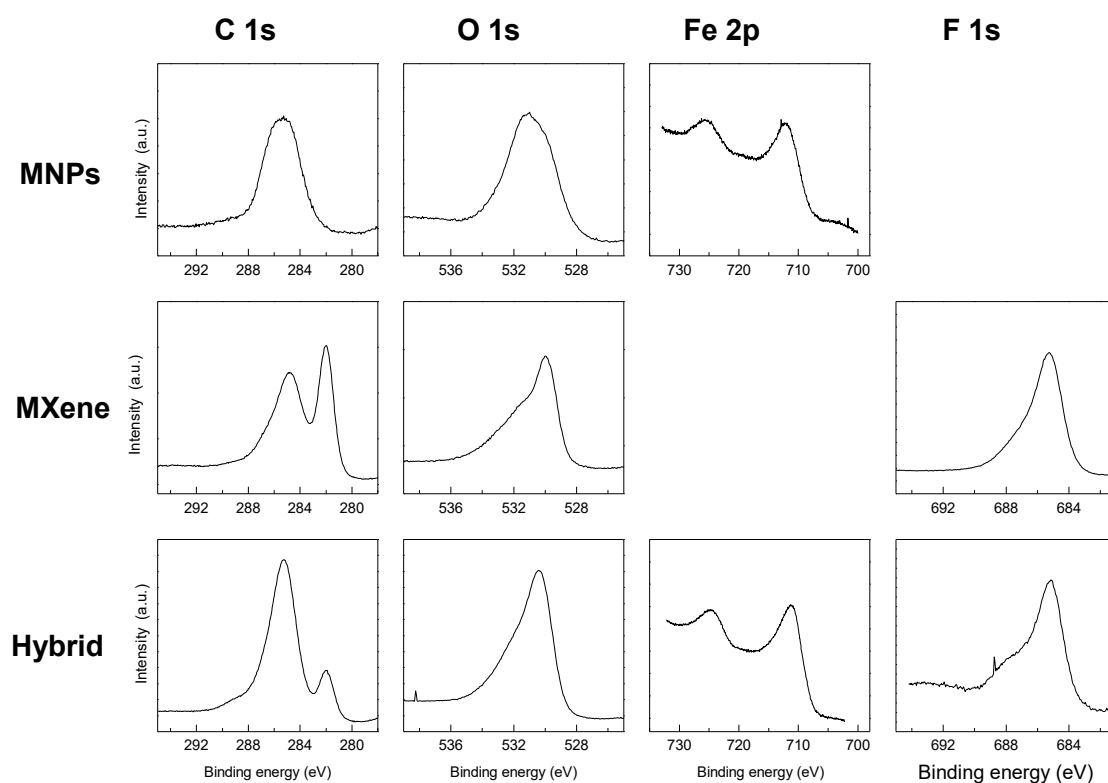 C 1s O 1s Fe 2p F 1s
MNPs
Intensity (a.u.)
292 288 284 280
536 532 528
730 720 710 700
MXene
Intensity (a.u.)
292 288 284 280
536 532 528
692 688 684
Hybrid
Intensity (a.u.)
292 288 284 280
536 532 528
730 720 710 700
692 688 684
Binding energy (eV) Binding energy (eV) Binding energy (eV) Binding energy (eV)